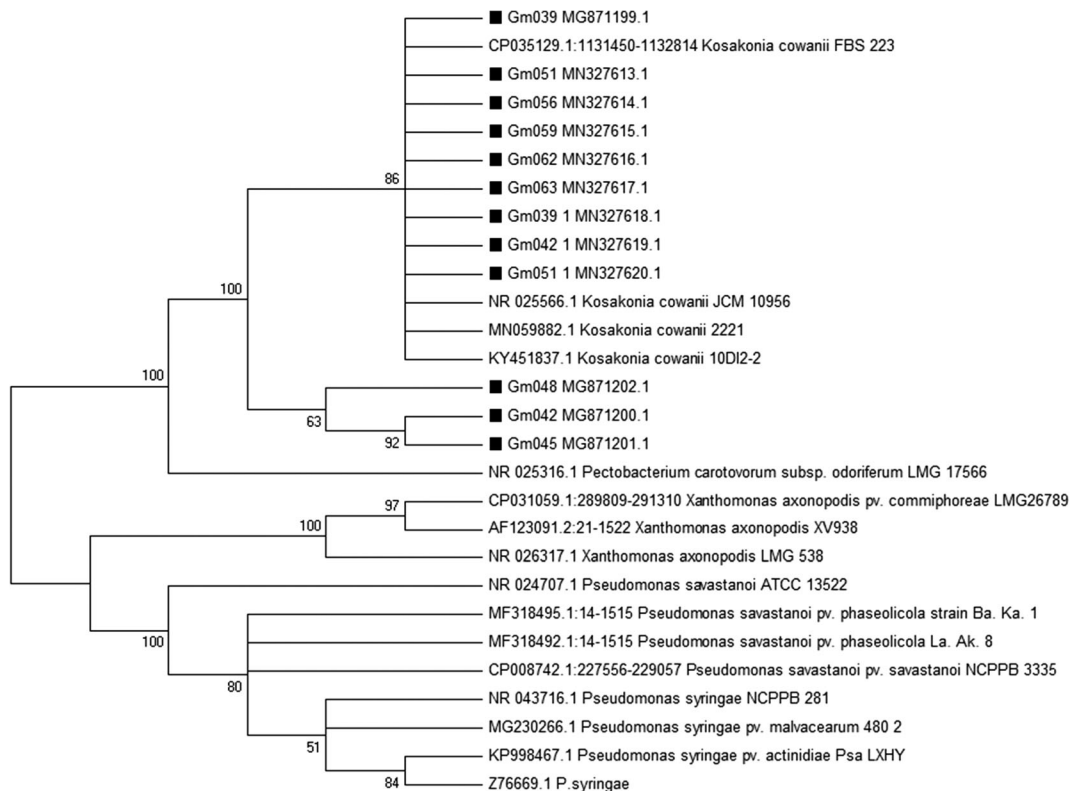 Gm039 MG871199.1
CP035129.1:1131450-1132814 Kosakonia cowanii FBS 223
Gm051 MN327613.1
Gm056 MN327614.1
Gm059 MN327615.1
Gm062 MN327616.1
86
Gm063 MN327617.1
Gm039 1 MN327618.1
Gm042 1 MN327619.1
Gm051 1 MN327620.1
100
NR 025566.1 Kosakonia cowanii JCM 10956
MN059882.1 Kosakonia cowanii 2221
KY451837.1 Kosakonia cowanii 10DI2-2
100
Gm048 MG871202.1
Gm042 MG871200.1
63
92
Gm045 MG871201.1
NR 025316.1 Pectobacterium carotovorum subsp. odoriferum LMG 17566
97
CP031059.1:289809-291310 Xanthomonas axonopodis pv. commiphoreae LMG26789
100
AF123091.2:21-1522 Xanthomonas axonopodis XV938
NR 026317.1 Xanthomonas axonopodis LMG 538
NR 024707.1 Pseudomonas savastanoi ATCC 13522
MF318495.1:14-1515 Pseudomonas savastanoi pv. phaseolicola strain Ba. Ka. 1
100
MF318492.1:14-1515 Pseudomonas savastanoi pv. phaseolicola La. Ak. 8
CP008742.1:227556-229057 Pseudomonas savastanoi pv. savastanoi NCPPB 3335
80
NR 043716.1 Pseudomonas syringae NCPPB 281
MG230266.1 Pseudomonas syringae pv. malvacearum 480 2
51
KP998467.1 Pseudomonas syringae pv. actinidiae Psa LXHY
84
Z76669.1 P.syringae